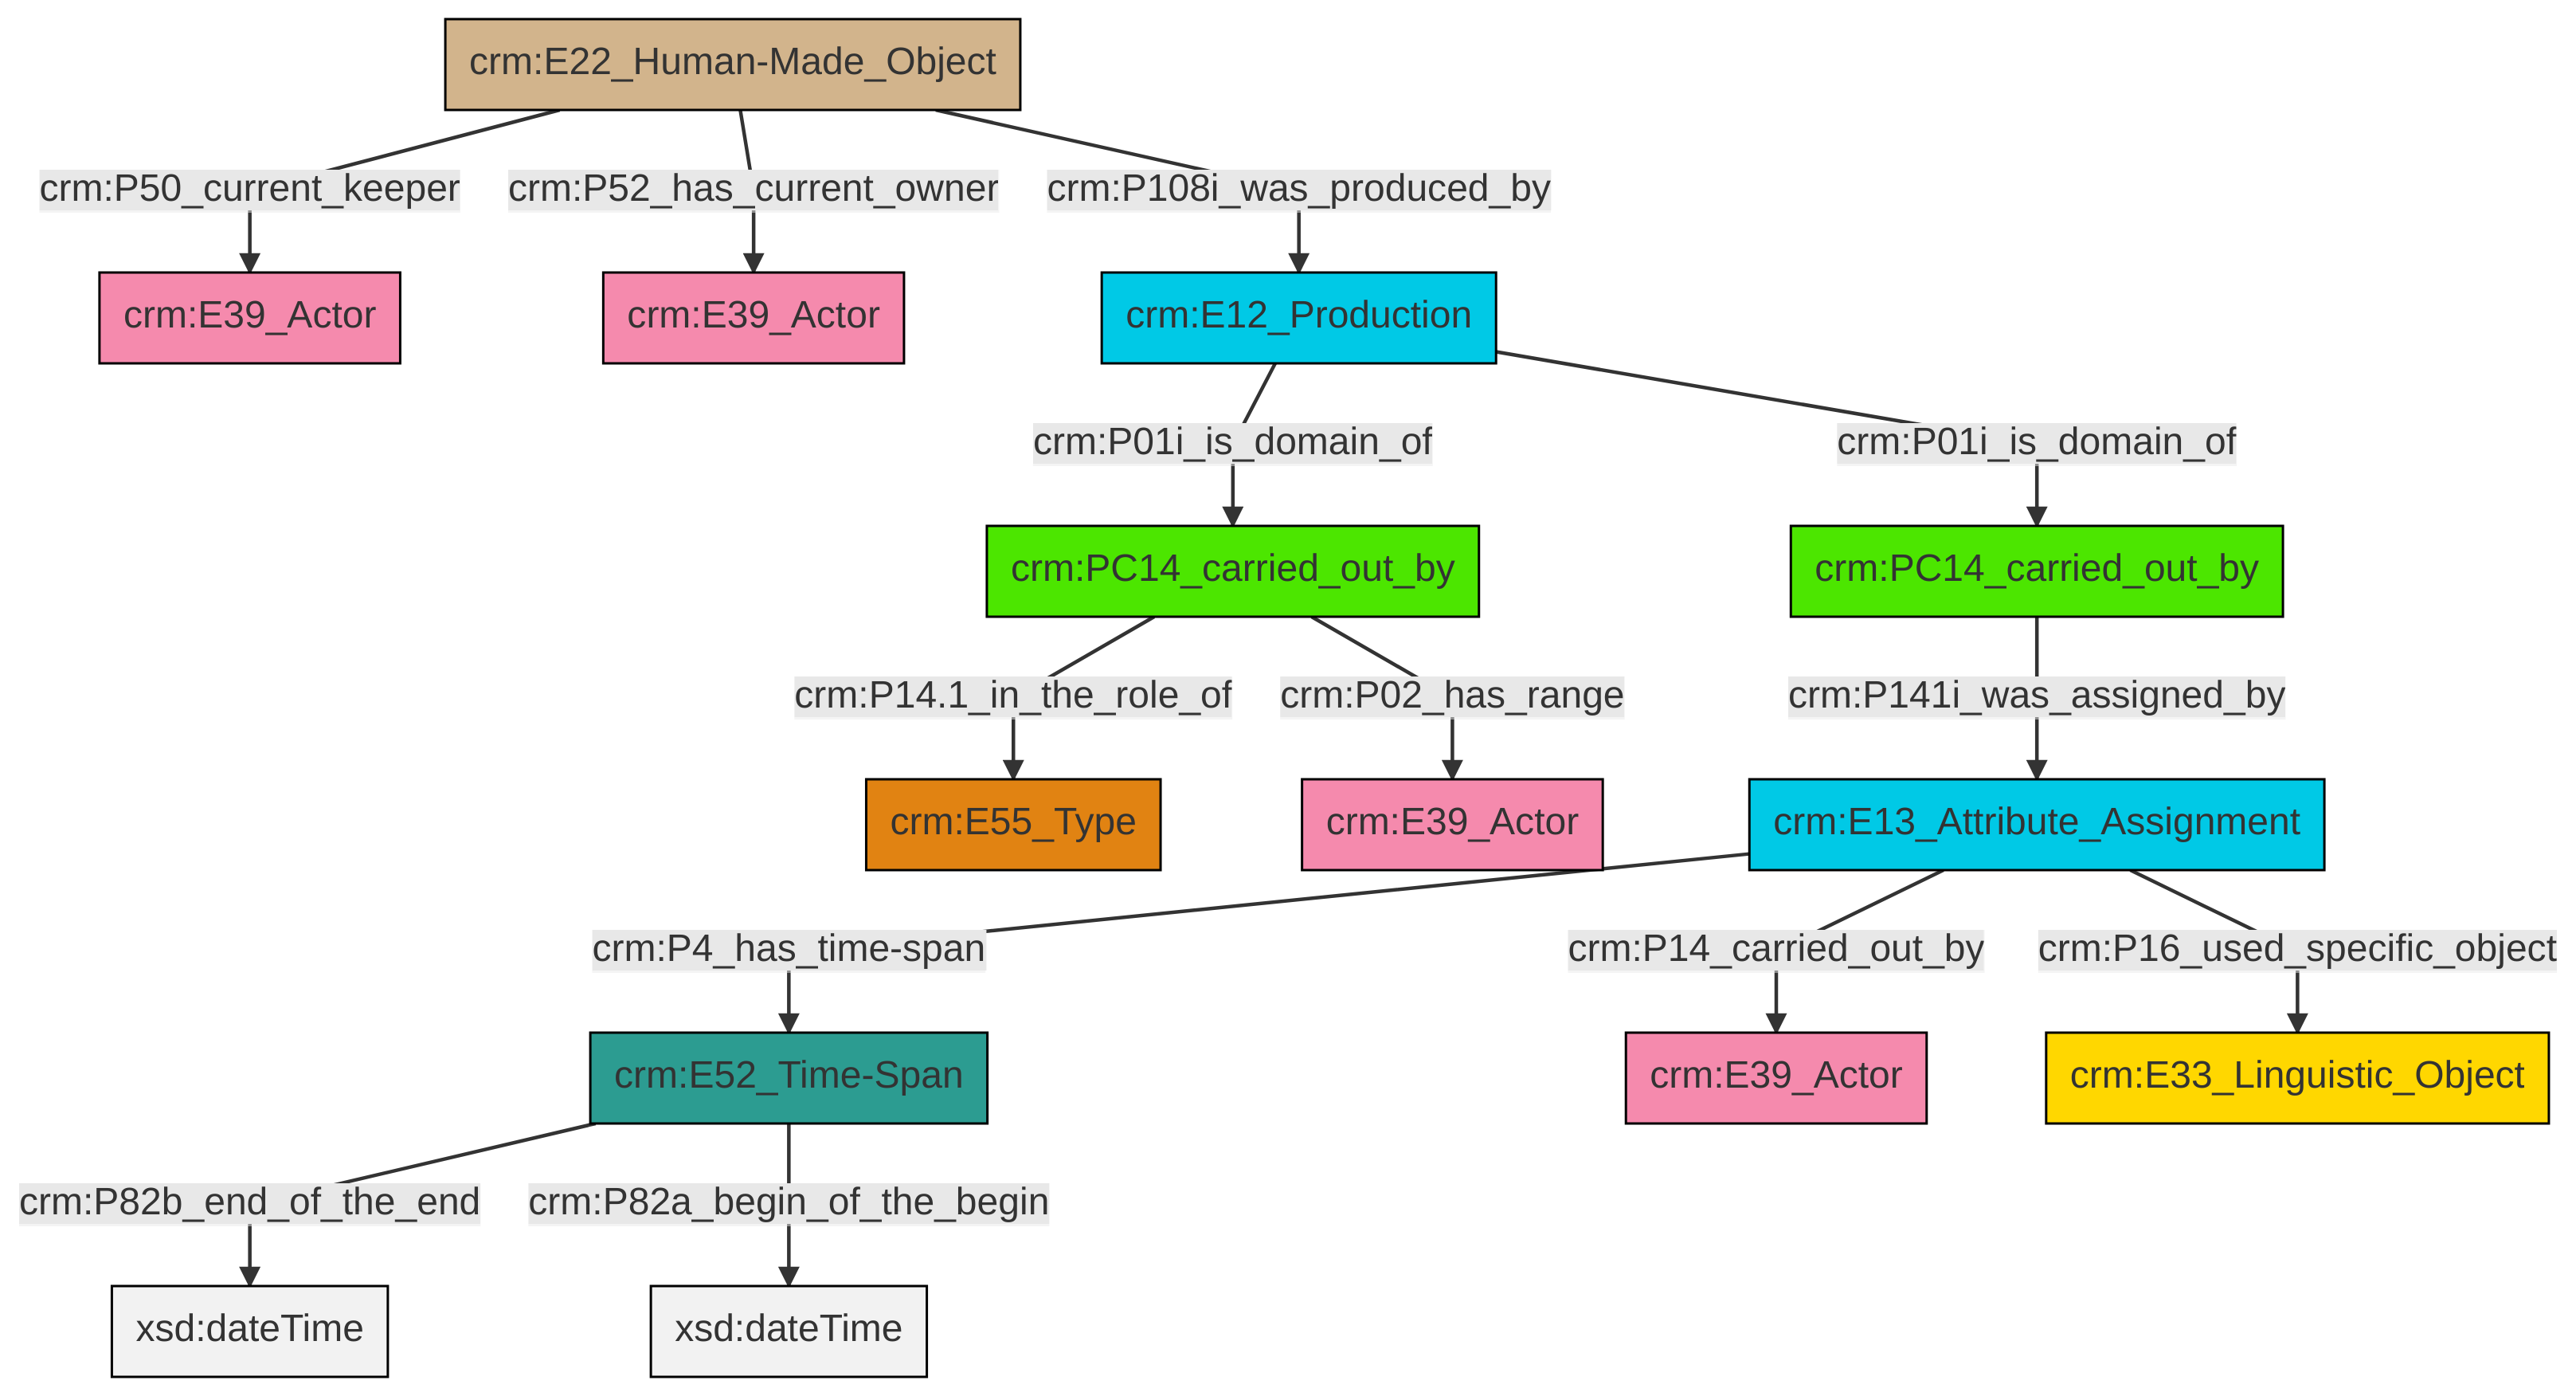 crm:E22_Human-Made_Object
crm:P50_current_keeper
crm:P52_has_current_owner
crm:P108i_was_produced_by
crm:E39_Actor
crm:E39_Actor
crm:E12_Production
crm:P01i_is_domain_of
crm:P01i_is_domain_of
crm:PC14_carried_out_by
crm:PC14_carried_out_by
crm:P14.1_in_the_role_of
crm:P02_has_range
crm:P141i_was_assigned_by
crm:E55_Type
crm:E39_Actor
crm:E13_Attribute_Assignment
crm:P4_has_time-span
crm:P14_carried_out_by
crm:P16_used_specific_object
crm:E52_Time-Span
crm:E39_Actor
crm:E33_Linguistic_Object
crm:P82b_end_of_the_end
crm:P82a_begin_of_the_begin
xsd:dateTime
xsd:dateTime